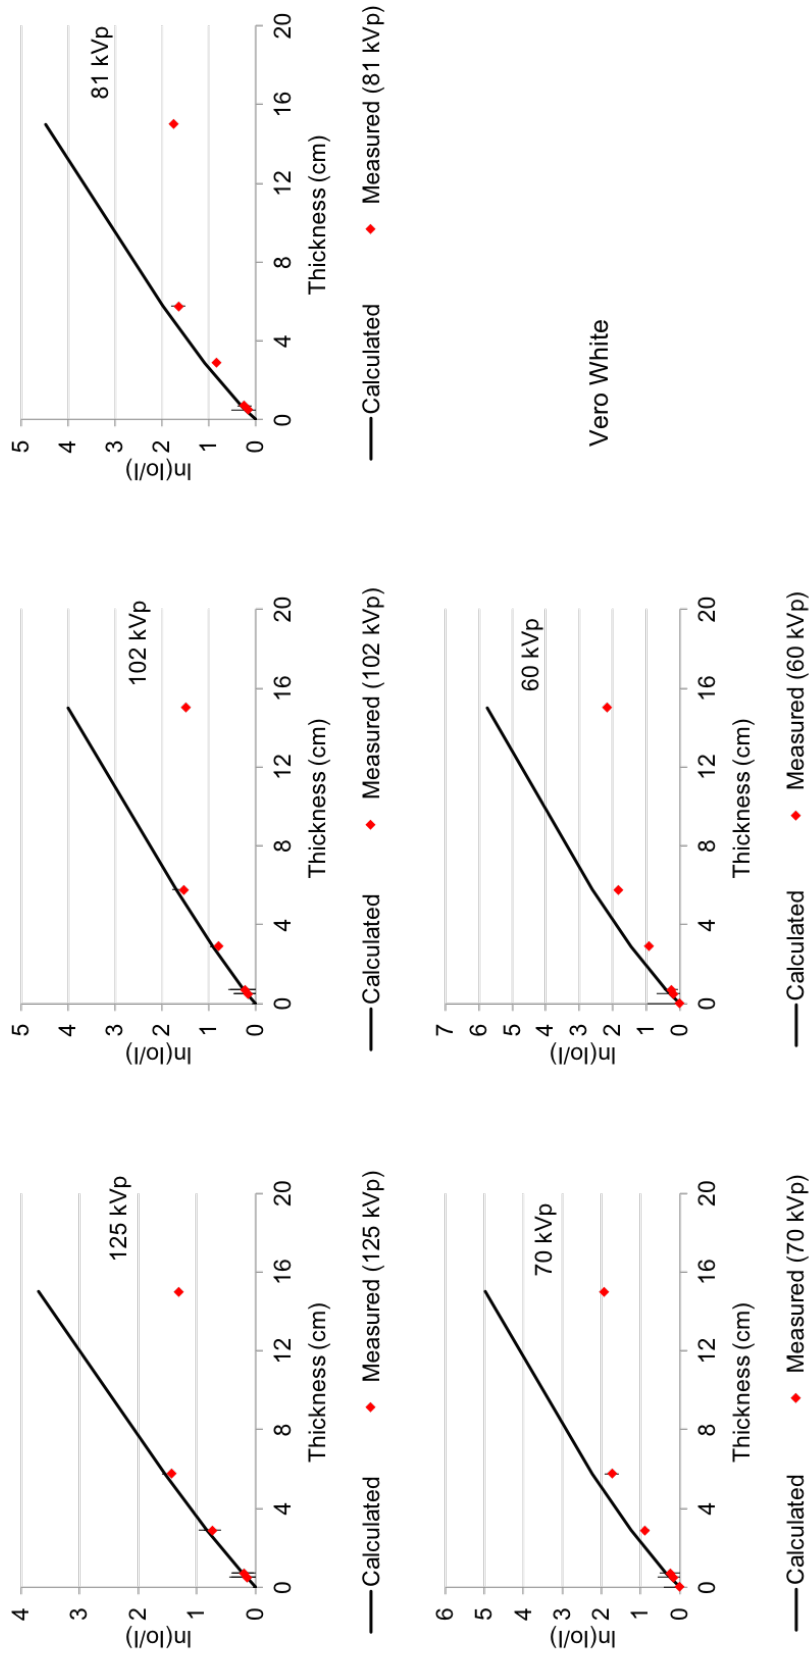 125 kVp
4
3
2
1
0
ln(Io/I)
0 4 8 12 16 20
Thickness (cm)
Calculated Measured (125 kVp)
102 kVp
5
4
3
2
1
0
ln(Io/I)
0 4 8 12 16 20
Thickness (cm)
Calculated Measured (102 kVp)
81 kVp
5
4
3
2
1
0
ln(Io/I)
0 4 8 12 16 20
Thickness (cm)
Calculated Measured (81 kVp)
70 kVp
6
5
4
3
2
1
0
ln(Io/I)
0 4 8 12 16 20
Thickness (cm)
Calculated Measured (70 kVp)
60 kVp
7
6
5
4
3
2
1
0
ln(Io/I)
0 4 8 12 16 20
Thickness (cm)
Calculated Measured (60 kVp)
Vero White